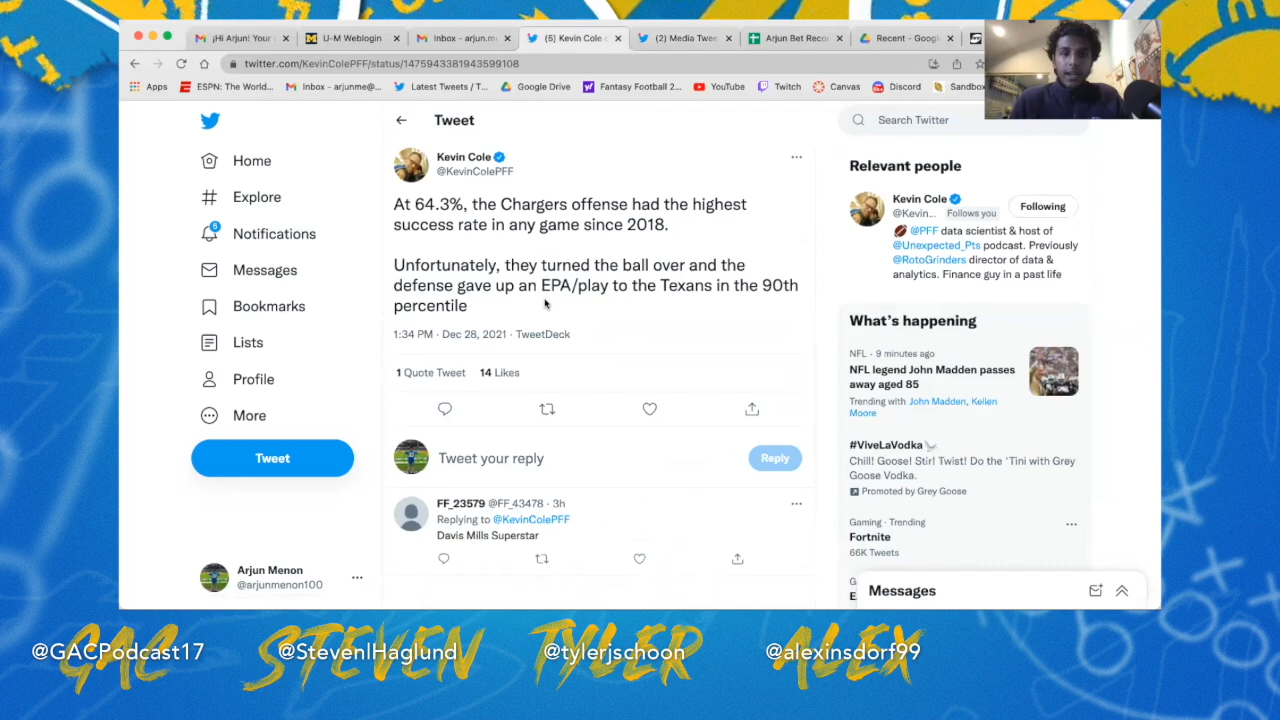 ¡Hi Arjun! Your
U-M Weblogin
Inbox - arjun.m
(5) Kevin Cole
(2) Media Twee
Arjun Bet Reco
Recent - Googl
twitter.com/KevinColePFF/status/1475943381943599108
Apps
ESPN: The World...
Inbox - arjunme@...
Latest Tweets / T...
Google Drive
Fantasy Football 2...
YouTube
Twitch
Canvas
Discord
Sandbox
Home
Explore
5
Notifications
Messages
Bookmarks
Lists
Profile
More
Tweet
Arjun Menon
@arjunmenon100
Tweet
Kevin Cole
@KevinColePFF
At 64.3%, the Chargers offense had the highest
success rate in any game since 2018.
Unfortunately, they turned the ball over and the
defense gave up an EPA/play to the Texans in the 90th
percentile
1:34 PM · Dec 28, 2021 · TweetDeck
1 Quote Tweet 14 Likes
Tweet your reply
Reply
FF_23579 @FF_43478 · 3h
Replying to @KevinColePFF
Davis Mills Superstar
Search Twitter
Relevant people
Kevin Cole
@Kevin... Follows you
Following
@PFF data scientist & host of
@Unexpected_Pts podcast. Previously
@RotoGrinders director of data &
analytics. Finance guy in a past life
What's happening
NFL · 9 minutes ago
NFL legend John Madden passes
away aged 85
Trending with John Madden, Kellen
Moore
#ViveLaVodka
Chill! Goose! Stir! Twist! Do the 'Tini with Grey
Goose Vodka.
Promoted by Grey Goose
Gaming · Trending
Fortnite
66K Tweets
Messages
GAC
@GACPodcast17
STEVEN
@StevenIHaglund
TYLER
@tylerjschoon
ALEX
@alexinsdorf99